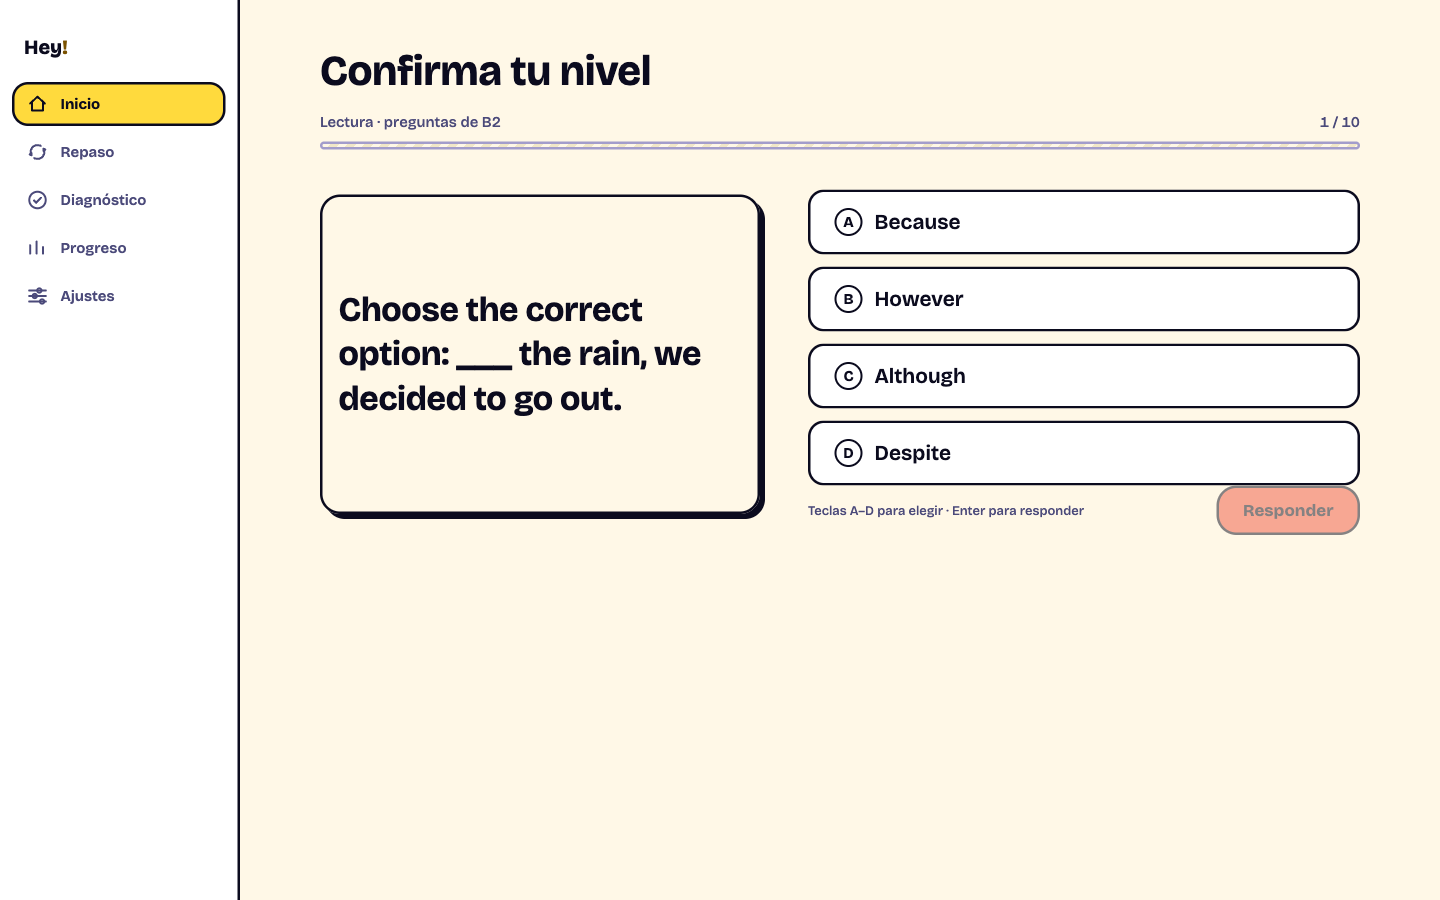 Hey!
Inicio
Repaso
Diagnóstico
Progreso
Ajustes
Confirma tu nivel
Lectura · preguntas de B2
1 / 10
Choose the correct
option: ___ the rain, we
decided to go out.
A Because
B However
C Although
D Despite
Teclas A–D para elegir · Enter para responder
Responder